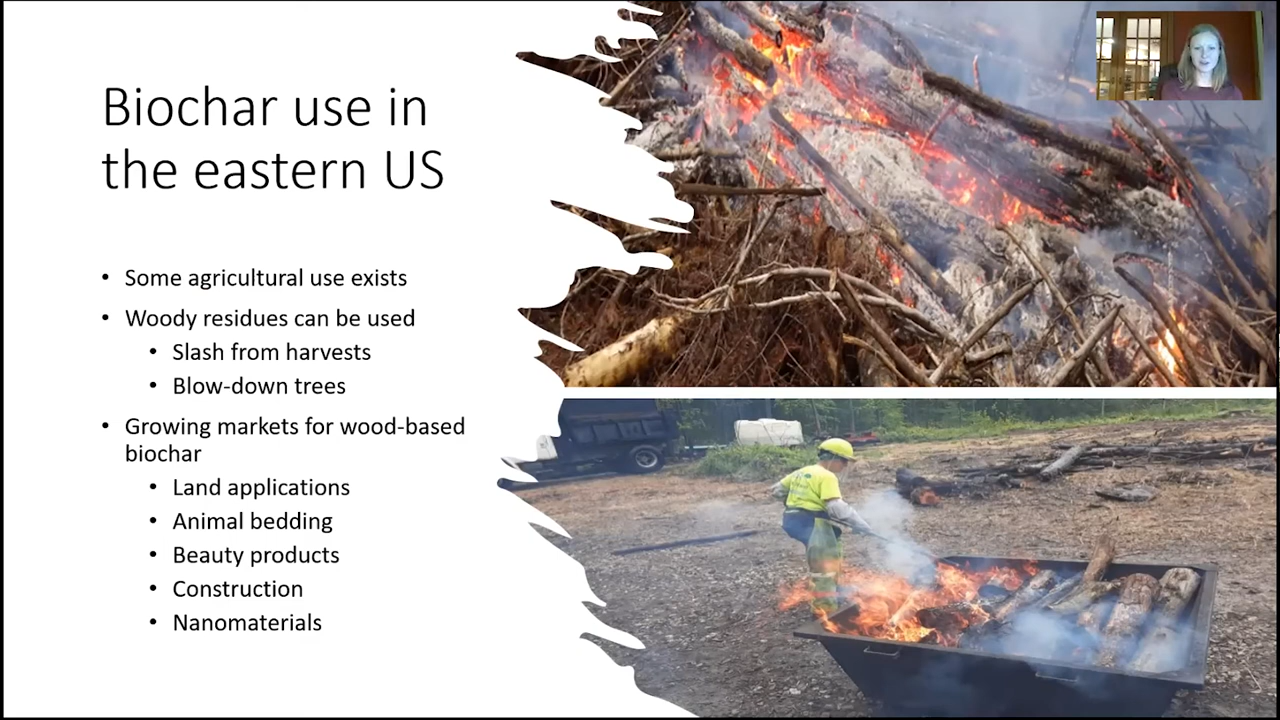 Biochar use in
the eastern US
• Some agricultural use exists
• Woody residues can be used
• Slash from harvests
• Blow-down trees
• Growing markets for wood-based
biochar
• Land applications
• Animal bedding
• Beauty products
• Construction
• Nanomaterials